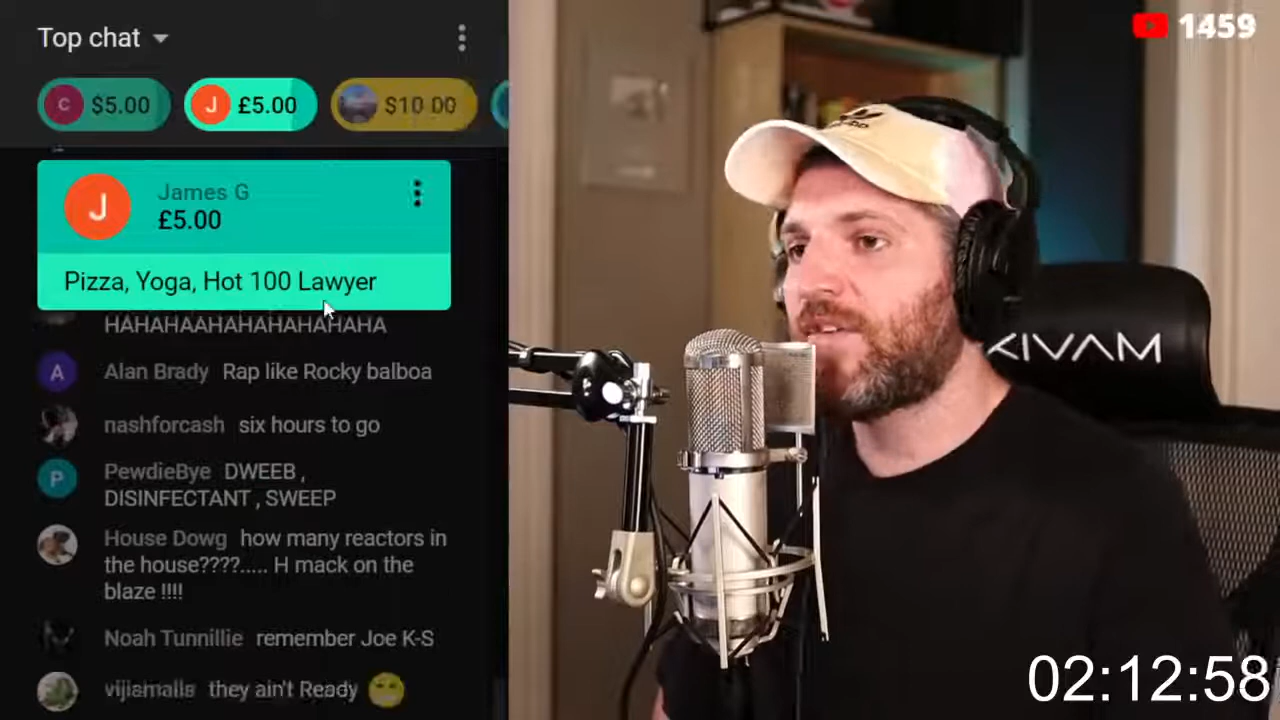 Top chat
1459
$5.00
£5.00
$10.00
James G
£5.00
Pizza, Yoga, Hot 100 Lawyer
HAHAHAAHAHAHAHAHAHA
Alan Brady Rap like Rocky balboa
nashforcash six hours to go
PewdieBye DWEEB ,
DISINFECTANT , SWEEP
House Dowg how many reactors in
the house????..... H mack on the
blaze !!!!
Noah Tunnillie remember Joe K-S
vijiamalla they ain't Ready
KIVAM
02:12:58